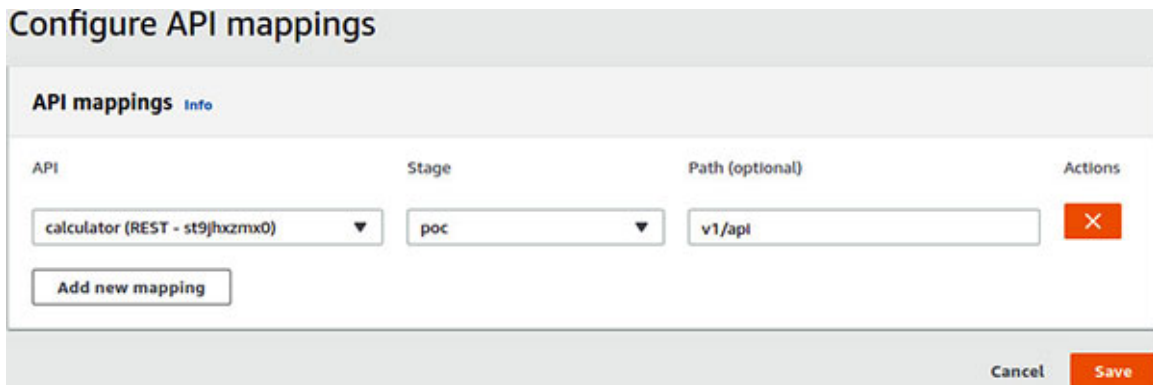 Configure API mappings
API mappings Info
API Stage Path (optional) Actions
calculator (REST - st9jhxzmx0) poc v1/api
Add new mapping
Cancel Save